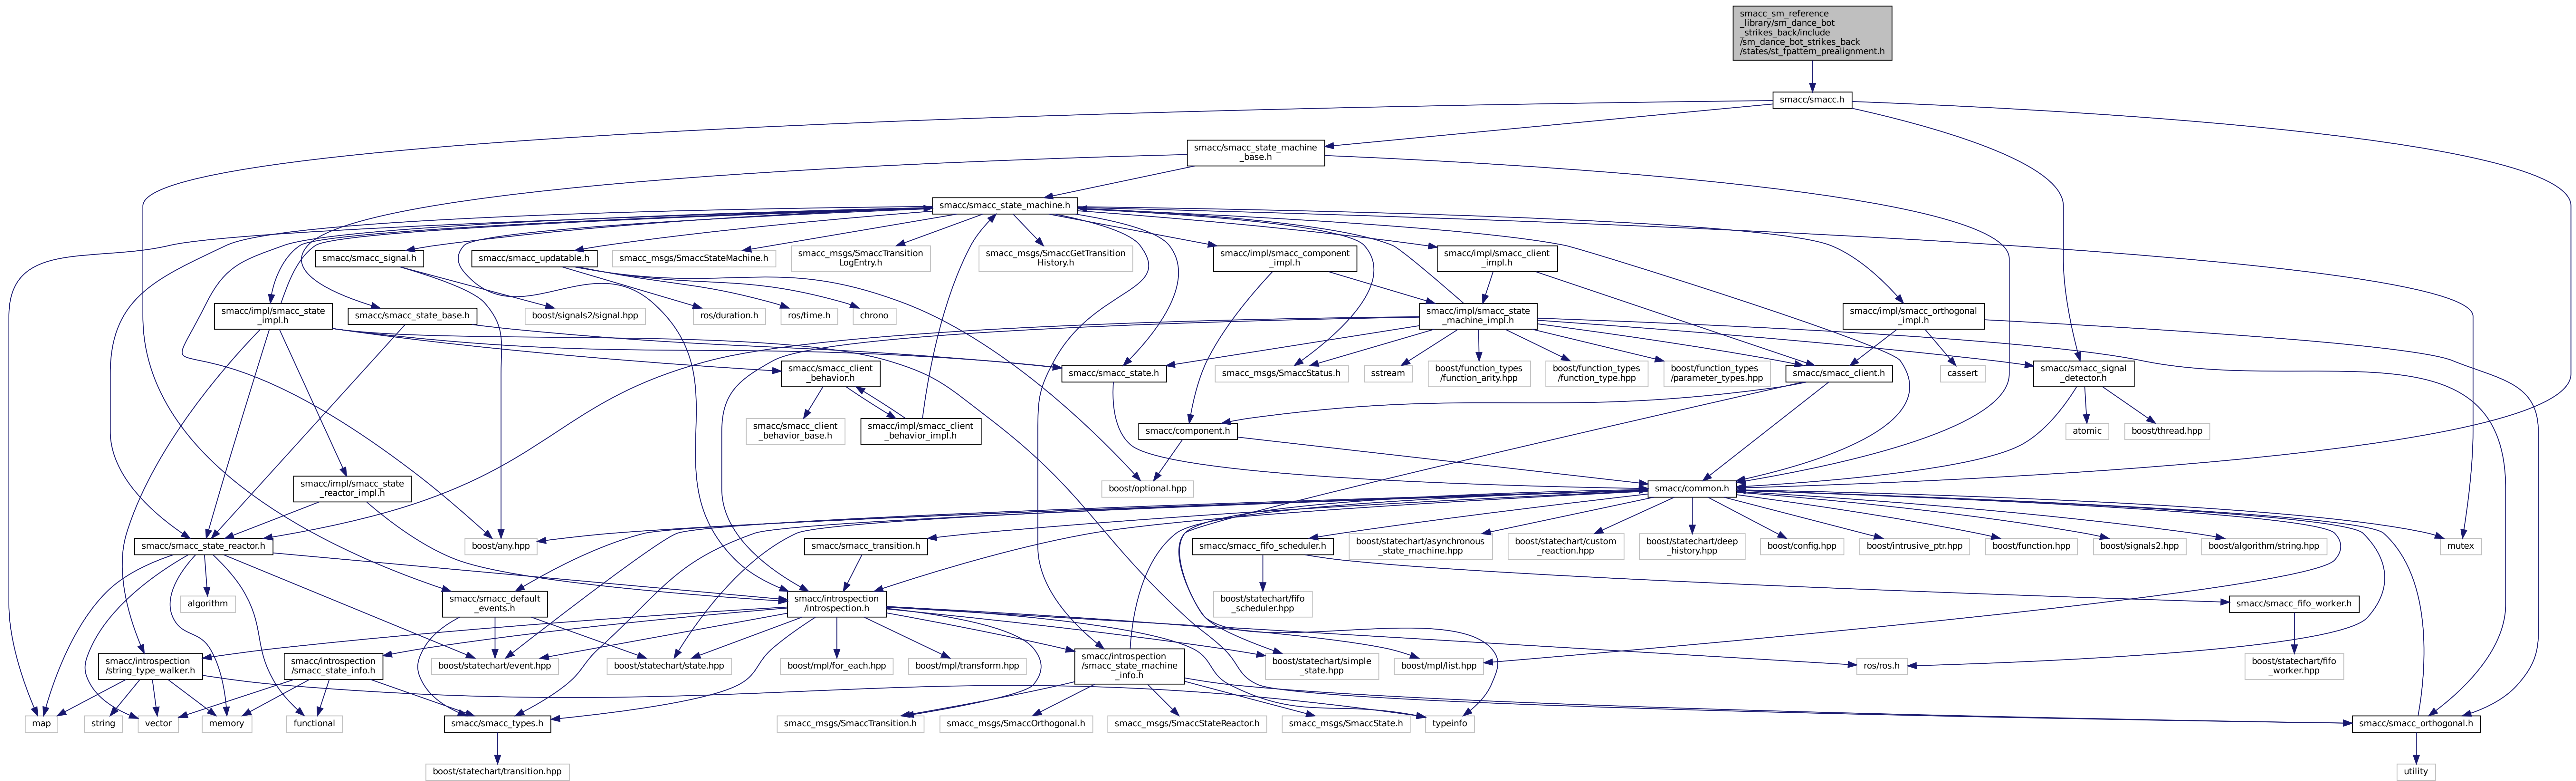 smacc_sm_reference
_library/sm_dance_bot
_strikes_back/include
/sm_dance_bot_strikes_back
/states/st_fpattern_prealignment.h
smacc/smacc.h
smacc/smacc_state_machine
_base.h
smacc/smacc_state_machine.h
smacc/smacc_signal.h
smacc/smacc_updatable.h
smacc_msgs/SmaccStateMachine.h
smacc_msgs/SmaccTransition
LogEntry.h
smacc_msgs/SmaccGetTransition
History.h
smacc/impl/smacc_component
_impl.h
smacc/impl/smacc_client
_impl.h
smacc/impl/smacc_state
_impl.h
smacc/smacc_state_base.h
boost/signals2/signal.hpp
ros/duration.h
ros/time.h
chrono
smacc/impl/smacc_state
_machine_impl.h
smacc/impl/smacc_orthogonal
_impl.h
smacc/smacc_client
_behavior.h
smacc/smacc_state.h
smacc_msgs/SmaccStatus.h
sstream
boost/function_types
/function_arity.hpp
boost/function_types
/function_type.hpp
boost/function_types
/parameter_types.hpp
smacc/smacc_client.h
cassert
smacc/smacc_signal
_detector.h
smacc/smacc_client
_behavior_base.h
smacc/impl/smacc_client
_behavior_impl.h
smacc/component.h
atomic
boost/thread.hpp
smacc/impl/smacc_state
_reactor_impl.h
boost/optional.hpp
smacc/common.h
smacc/smacc_state_reactor.h
boost/any.hpp
smacc/smacc_transition.h
smacc/smacc_fifo_scheduler.h
boost/statechart/asynchronous
_state_machine.hpp
boost/statechart/custom
_reaction.hpp
boost/statechart/deep
_history.hpp
boost/config.hpp
boost/intrusive_ptr.hpp
boost/function.hpp
boost/signals2.hpp
boost/algorithm/string.hpp
mutex
algorithm
smacc/smacc_default
_events.h
smacc/introspection
/introspection.h
boost/statechart/fifo
_scheduler.hpp
smacc/smacc_fifo_worker.h
smacc/introspection
/string_type_walker.h
smacc/introspection
/smacc_state_info.h
boost/statechart/event.hpp
boost/statechart/state.hpp
boost/mpl/for_each.hpp
boost/mpl/transform.hpp
smacc/introspection
/smacc_state_machine
_info.h
boost/statechart/simple
_state.hpp
boost/mpl/list.hpp
ros/ros.h
boost/statechart/fifo
_worker.hpp
map
string
vector
memory
functional
smacc/smacc_types.h
smacc_msgs/SmaccTransition.h
smacc_msgs/SmaccOrthogonal.h
smacc_msgs/SmaccStateReactor.h
smacc_msgs/SmaccState.h
typeinfo
smacc/smacc_orthogonal.h
boost/statechart/transition.hpp
utility